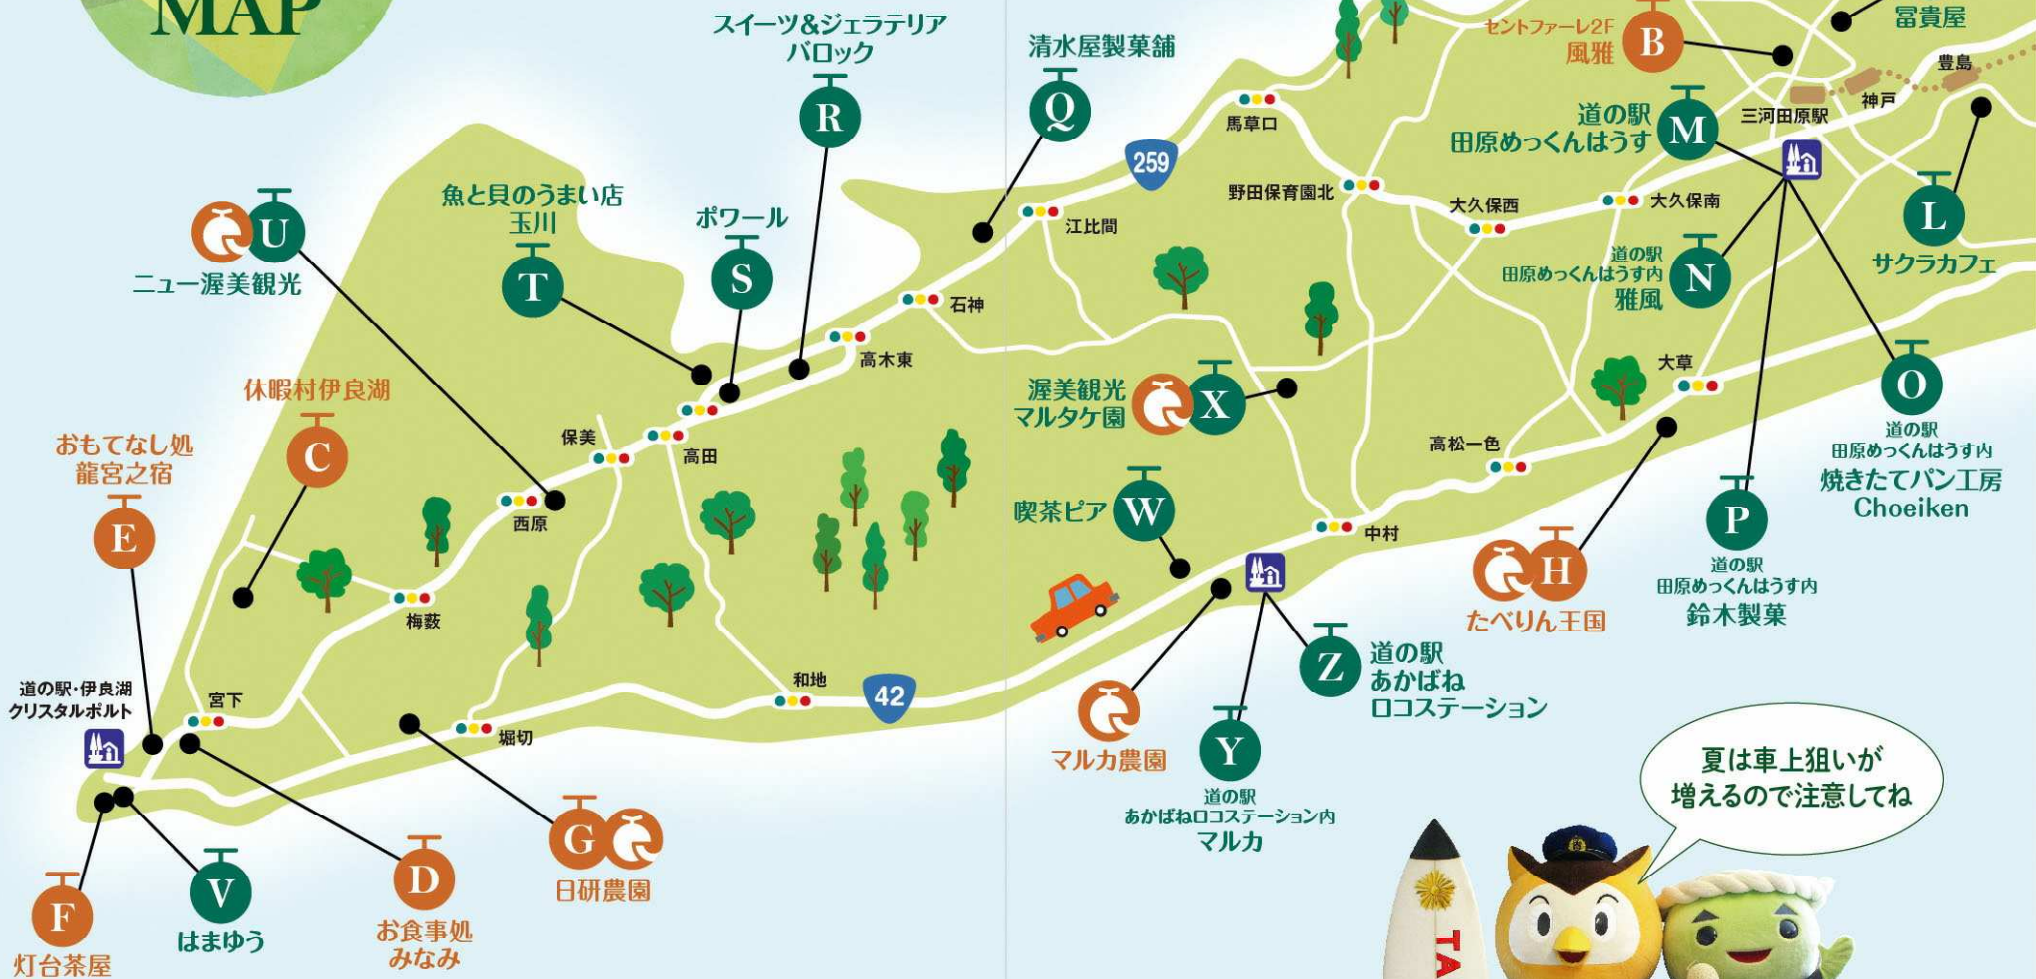 MAP
スイーツ&ジェラテリア
バロック
R
清水屋製菓舗
Q
259
馬草口
セントファーレ2F
風雅
B
冨貴屋
豊島
神戸
三河田原駅
道の駅
田原めっくんはうす
M
野田保育園北
大久保西
大久保南
江比間
L
サクラカフェ
道の駅
田原めっくんはうす内
雅風
N
U
ニュー渥美観光
魚と貝のうまい店
玉川
T
ポワール
S
石神
高木東
大草
O
道の駅
田原めっくんはうす内
焼きたてパン工房
Choeiken
休暇村伊良湖
C
渥美観光
マルタケ園
X
保美
高田
高松一色
おもてなし処
龍宮之宿
E
西原
喫茶ピア
W
中村
P
道の駅
田原めっくんはうす内
鈴木製菓
H
たべりん王国
梅薮
道の駅・伊良湖
クリスタルポルト
宮下
和地
42
堀切
Z
道の駅
あかばね
ロコステーション
マルカ農園
Y
道の駅
あかばねロコステーション内
マルカ
夏は車上狙いが
増えるので注意してね
G
日研農園
F
灯台茶屋
V
はまゆう
D
お食事処
みなみ
TA